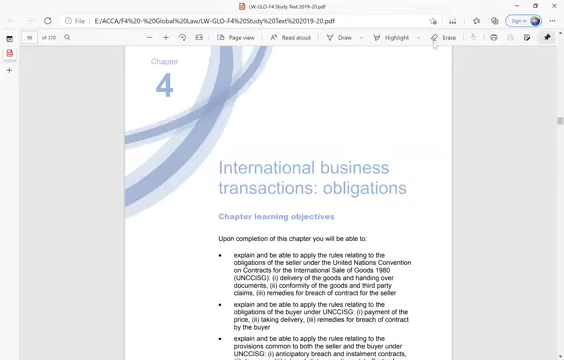 LW-GLO-F4 Study Text 2019-20.pdf
File | E:/ACCA/F4%20-%20Global%20Law/LW-GLO-F4%20Study%20Text%202019-20.pdf
Sign in
of 370
Page view
Read aloud
Draw
Highlight
Erase
Chapter
4
International business
transactions: obligations
Chapter learning objectives
Upon completion of this chapter you will be able to:
• explain and be able to apply the rules relating to the
obligations of the seller under the United Nations Convention
on Contracts for the International Sale of Goods 1980
(UNCCISG): (i) delivery of the goods and handing over
documents, (ii) conformity of the goods and third party
claims, (iii) remedies for breach of contract for the seller
• explain and be able to apply the rules relating to the
obligations of the buyer under UNCCISG: (i) payment of the
price, (ii) taking delivery, (iii) remedies for breach of contract
by the buyer
• explain and be able to apply the rules relating to the
provisions common to both the seller and the buyer under
UNCCISG: (i) anticipatory breach and instalment contracts,